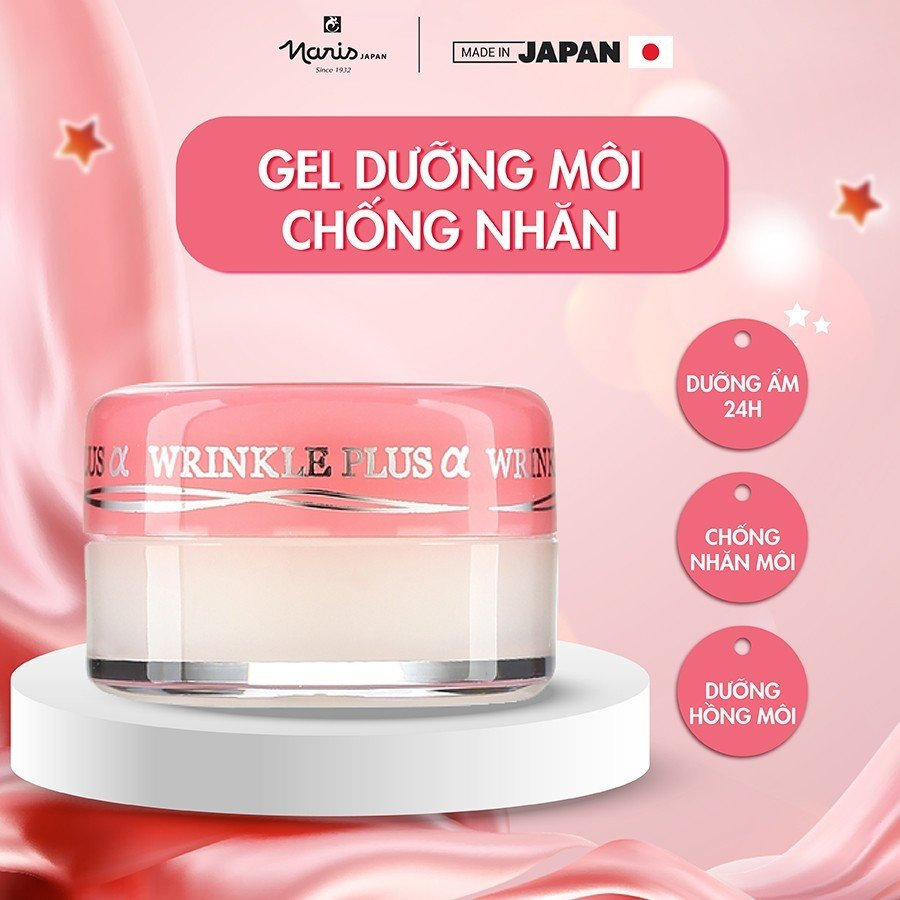 Naris JAPAN
Since 1932
MADE IN JAPAN
GEL DƯỠNG MÔI
CHỐNG NHĂN
DƯỠNG ẨM
24H
LUS α WRINKLE PLUS α WRINK
CHỐNG
NHĂN MÔI
DƯỠNG
HỒNG MÔI